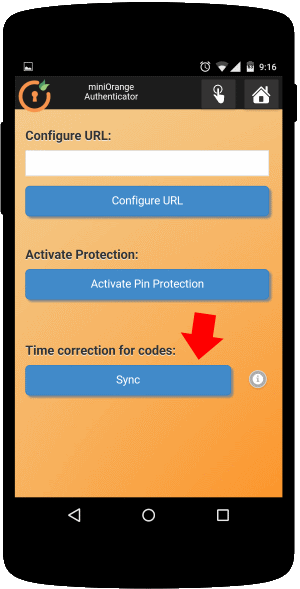 9:16
miniOrange
Authenticator
Configure URL:
Configure URL
Activate Protection:
Activate Pin Protection
Time correction for codes:
Sync